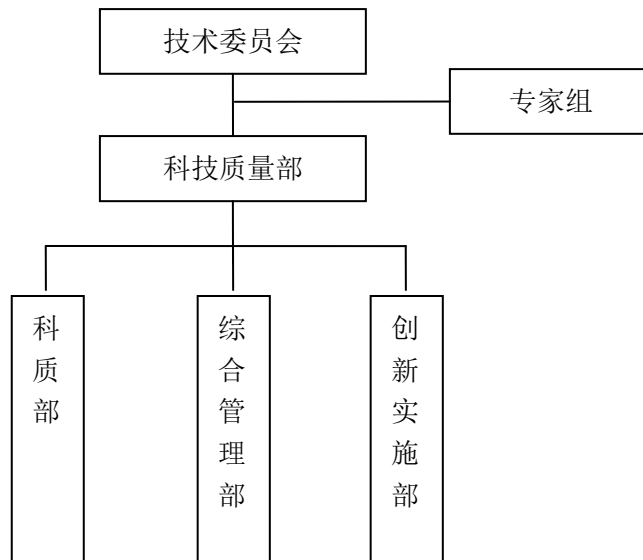 技术委员会
专家组
科技质量部
科质部
综合管理部
创新实施部